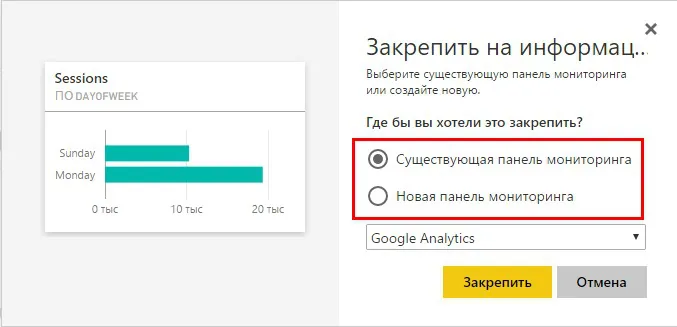 Sessions
ПО DAYOFWEEK
Sunday
Monday
0 тыс 10 тыс 20 тыс
Закрепить на информац...
Выберите существующую панель мониторинга
или создайте новую.
Где бы вы хотели это закрепить?
Существующая панель мониторинга
Новая панель мониторинга
Google Analytics
Закрепить Отмена